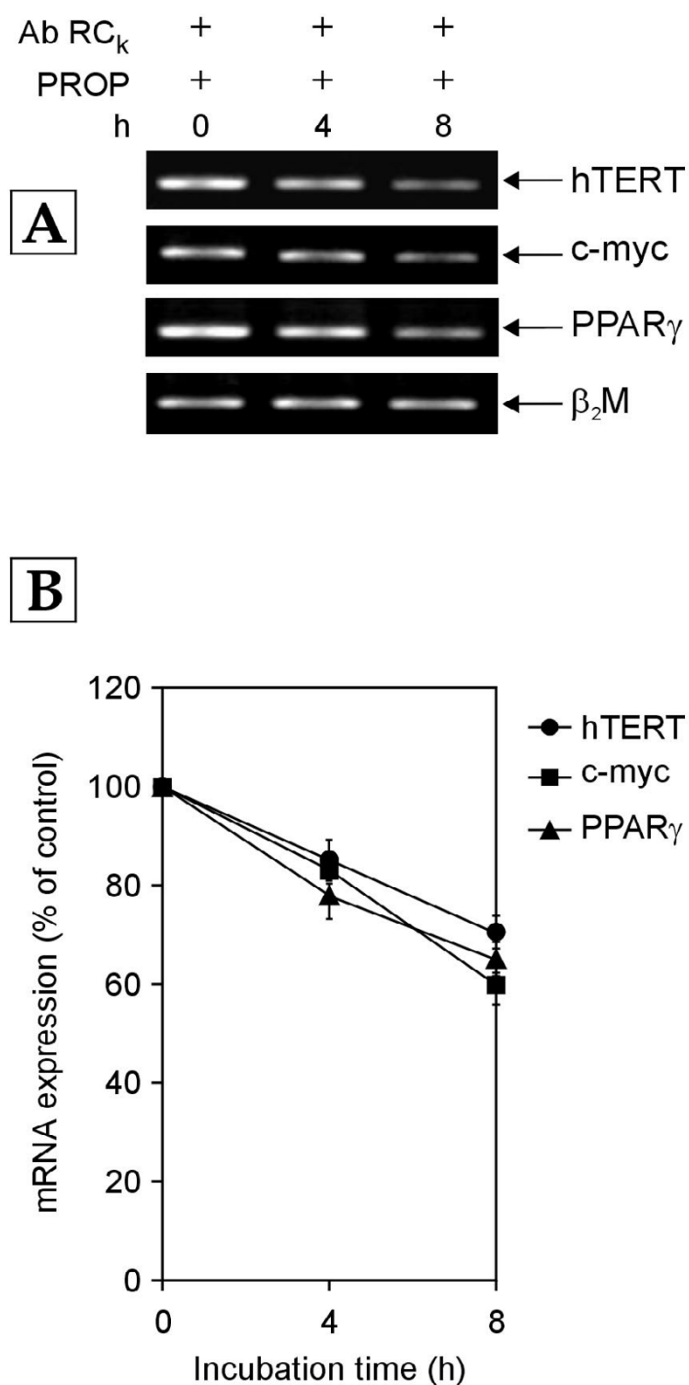 Ab RCₖ + + +
PROP + + +
h 0 4 8
A
hTERT
c-myc
PPARγ
β₂M
B
120
100
80
60
40
20
0
mRNA expression (% of control)
0 4 8
Incubation time (h)
hTERT
c-myc
PPARγ